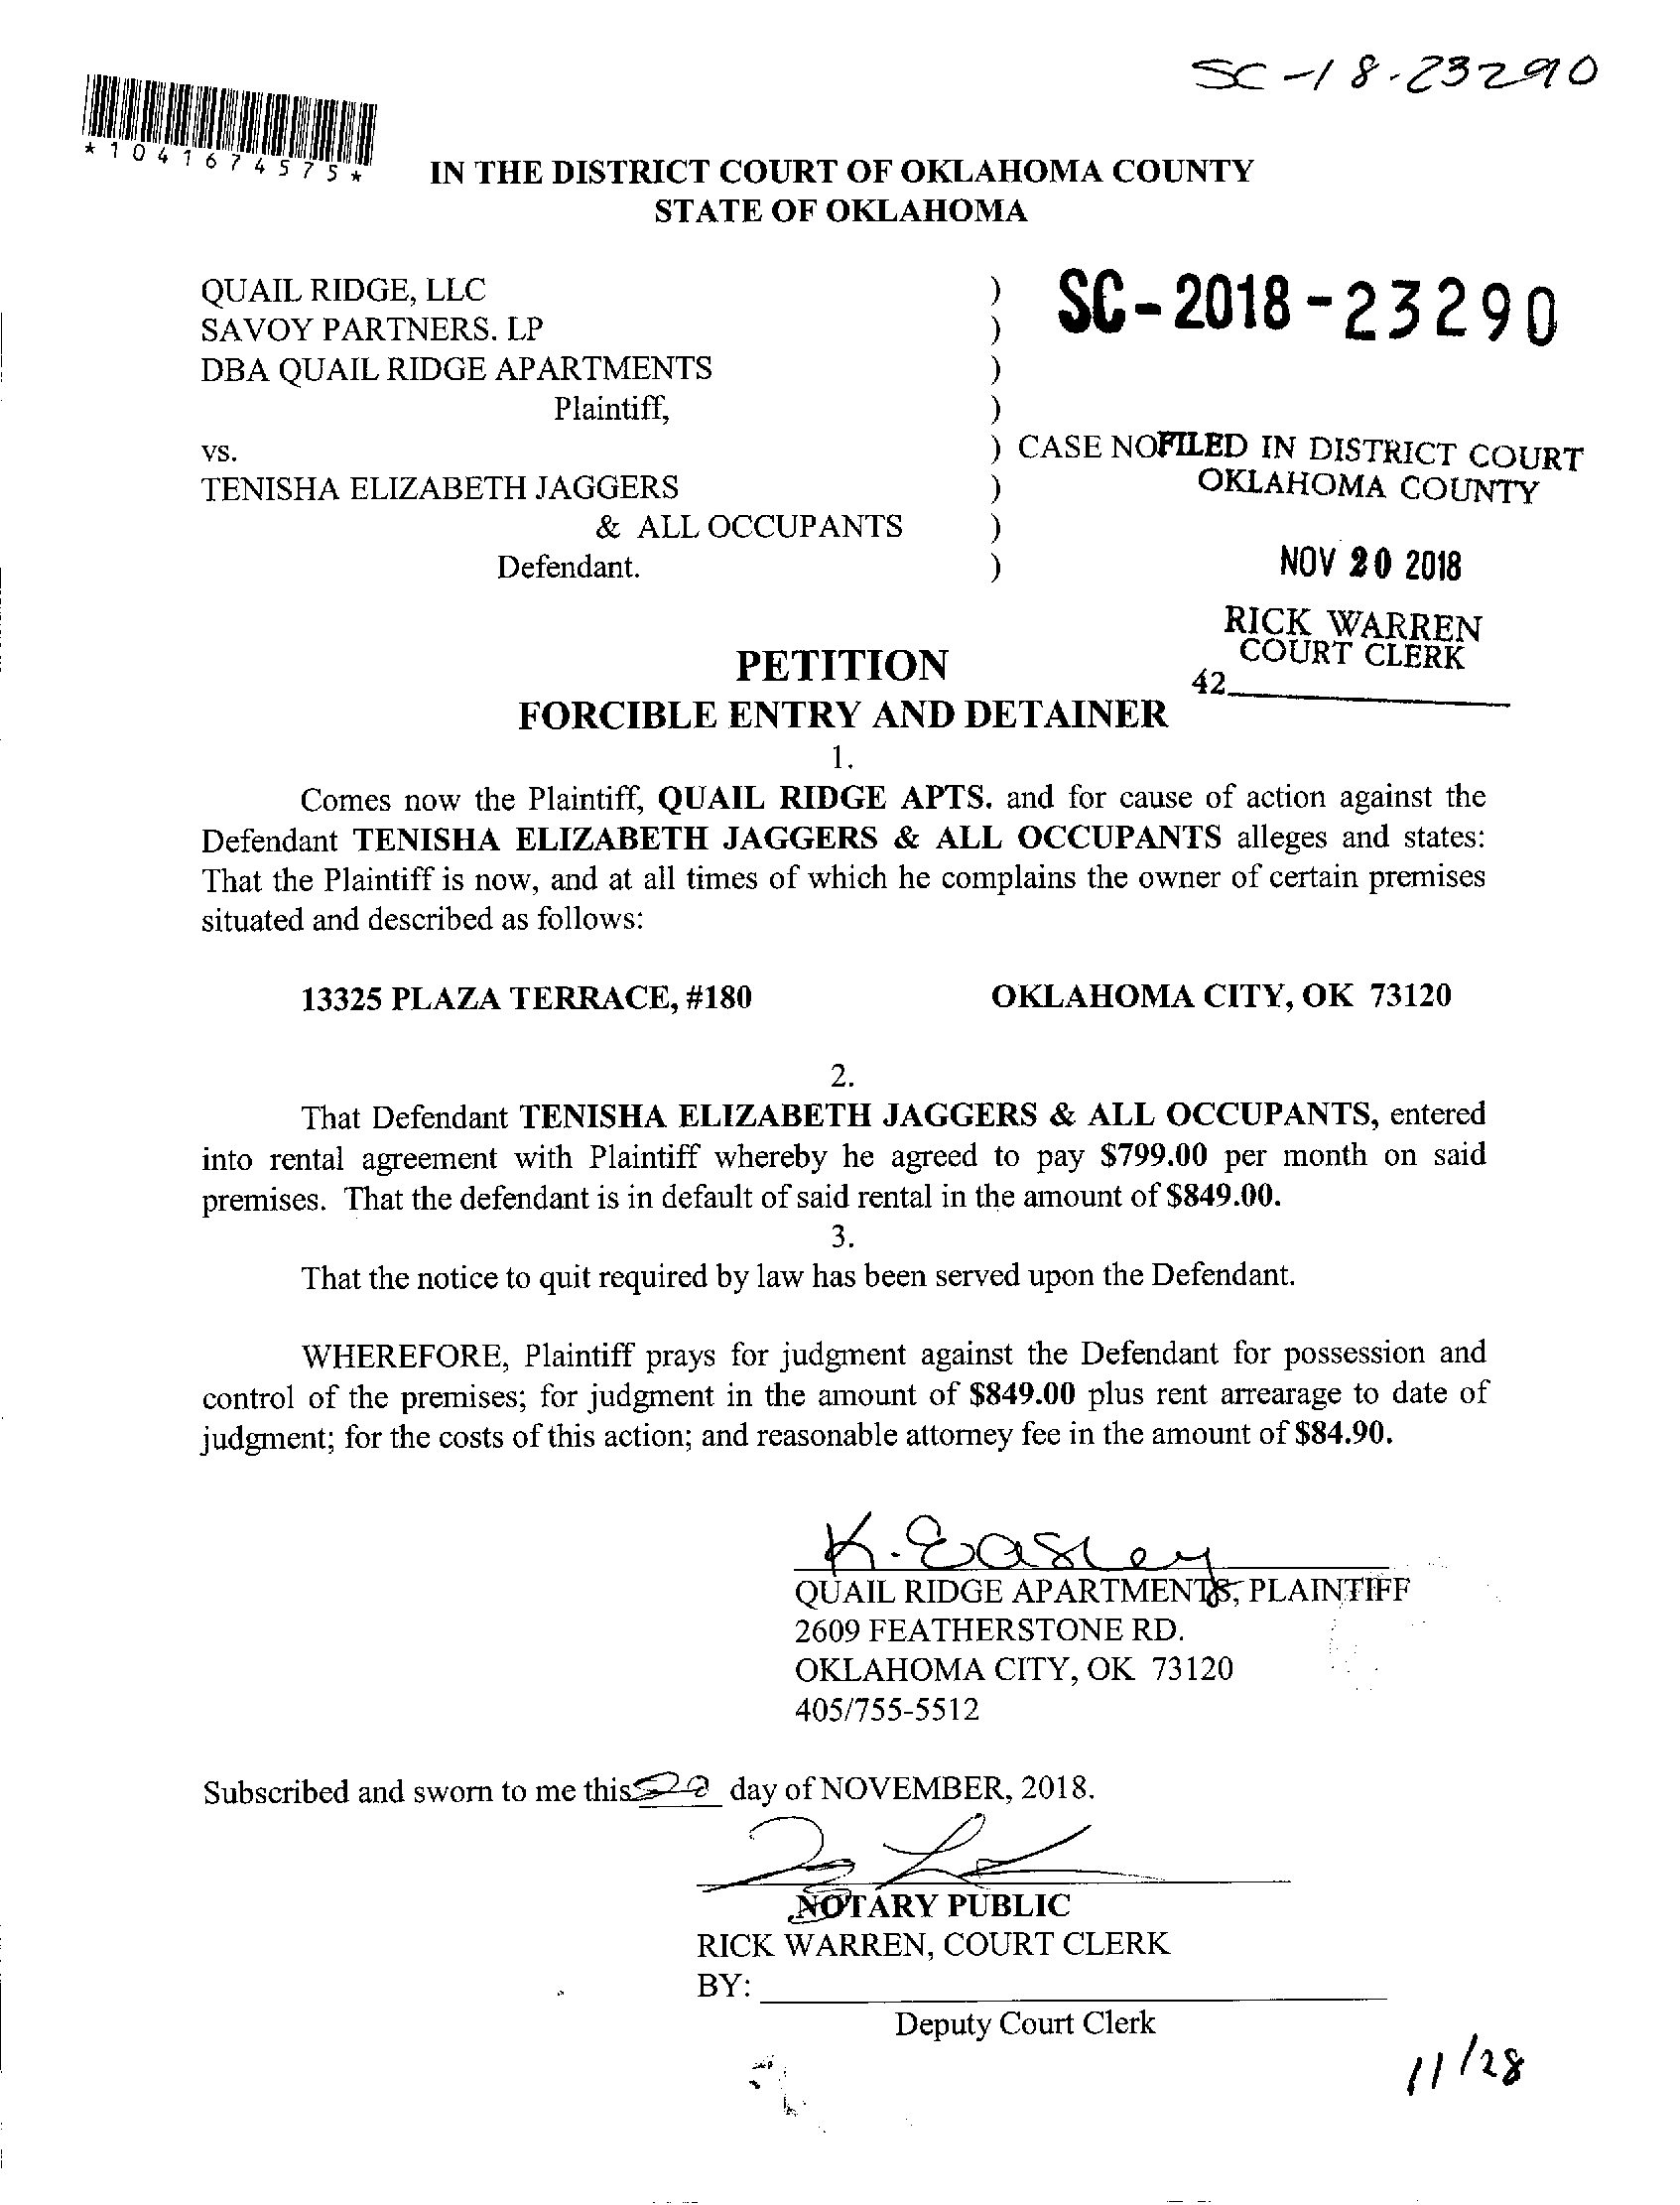 SC-18-23290
*1041674575*
IN THE DISTRICT COURT OF OKLAHOMA COUNTY
STATE OF OKLAHOMA
QUAIL RIDGE, LLC )
SC-2018-23290
SAVOY PARTNERS. LP )
DBA QUAIL RIDGE APARTMENTS )
Plaintiff, )
vs. ) CASE NO
FILED IN DISTRICT COURT
OKLAHOMA COUNTY
TENISHA ELIZABETH JAGGERS )
& ALL OCCUPANTS )
Defendant. )
NOV 20 2018
RICK WARREN
COURT CLERK
42
PETITION
FORCIBLE ENTRY AND DETAINER
1.
Comes now the Plaintiff, QUAIL RIDGE APTS. and for cause of action against the
Defendant TENISHA ELIZABETH JAGGERS & ALL OCCUPANTS alleges and states:
That the Plaintiff is now, and at all times of which he complains the owner of certain premises
situated and described as follows:
13325 PLAZA TERRACE, #180 OKLAHOMA CITY, OK 73120
2.
That Defendant TENISHA ELIZABETH JAGGERS & ALL OCCUPANTS, entered
into rental agreement with Plaintiff whereby he agreed to pay $799.00 per month on said
premises. That the defendant is in default of said rental in the amount of $849.00.
3.
That the notice to quit required by law has been served upon the Defendant.
WHEREFORE, Plaintiff prays for judgment against the Defendant for possession and
control of the premises; for judgment in the amount of $849.00 plus rent arrearage to date of
judgment; for the costs of this action; and reasonable attorney fee in the amount of $84.90.
K. Easley
QUAIL RIDGE APARTMENTS, PLAINTIFF
2609 FEATHERSTONE RD.
OKLAHOMA CITY, OK 73120
405/755-5512
Subscribed and sworn to me this day of NOVEMBER, 2018.
NOTARY PUBLIC
RICK WARREN, COURT CLERK
BY:
Deputy Court Clerk
11/28